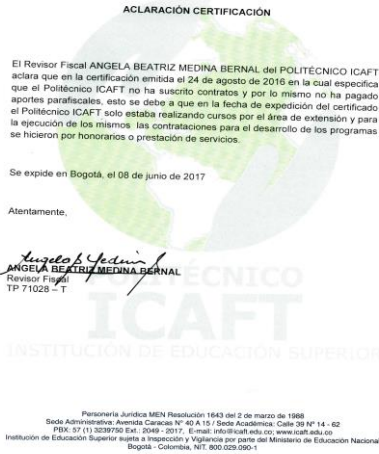 ACLARACIÓN CERTIFICACIÓN
El Revisor Fiscal ANGELA BEATRIZ MEDINA BERNAL del POLITÉCNICO ICAFT
aclara que en la certificación emitida el 24 de agosto de 2016 en la cual especifica
que el Politécnico ICAFT no ha suscrito contratos y por lo mismo no ha pagado
aportes parafiscales, esto se debe a que en la fecha de expedición del certificado
el Politécnico ICAFT solo estaba realizando cursos por el área de extensión y para
la ejecución de los mismos las contrataciones para el desarrollo de los programas
se hicieron por honorarios o prestación de servicios.
Se expide en Bogotá, el 08 de junio de 2017
Atentamente,
ANGELA BEATRIZ MEDINA BERNAL
Revisor Fiscal
TP 71028 – T
POLITÉCNICO
ICAFT
INSTITUCIÓN DE EDUCACIÓN SUPERIOR
Personería Jurídica MEN Resolución 1643 del 2 de marzo de 1988
Sede Administrativa: Avenida Caracas N° 40 A 15 / Sede Académica: Calle 39 N° 14 - 62
PBX: 57 (1) 3239750 Ext.: 2049 - 2017, E-mail: info@icaft.edu.co; www.icaft.edu.co
Institución de Educación Superior sujeta a Inspección y Vigilancia por parte del Ministerio de Educación Nacional
Bogotá - Colombia, NIT. 800.029.090-1